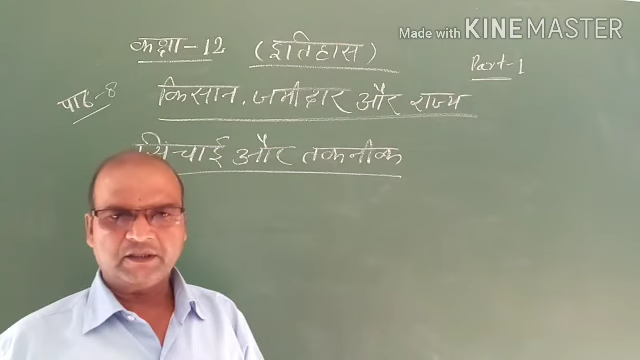 Made with KINEMASTER
कक्षा-12 (इतिहास) Part-1
पाठ-8 किसान, जमींदार और राज्य
सिंचाई और तकनीक